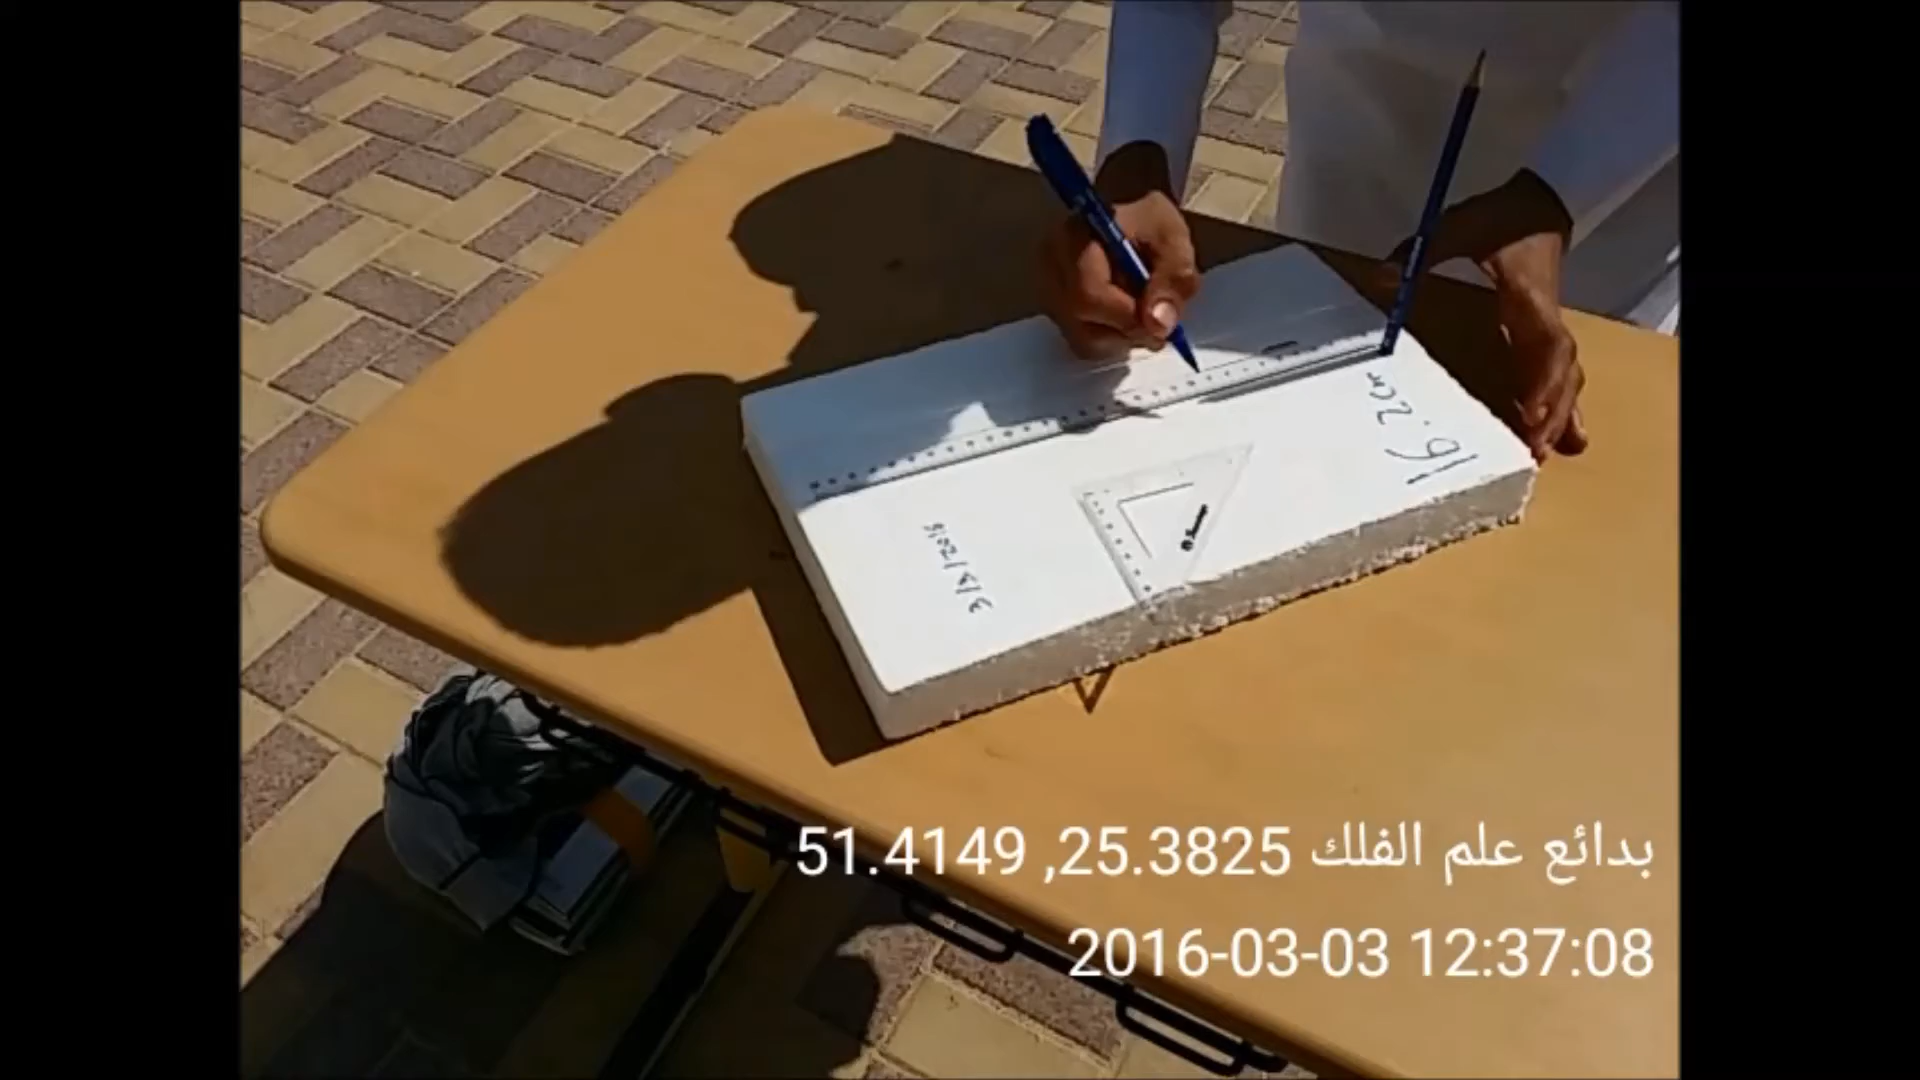 16.2cm
3/3/2016
بدائع علم الفلك 25.3825, 51.4149
2016-03-03 12:37:08